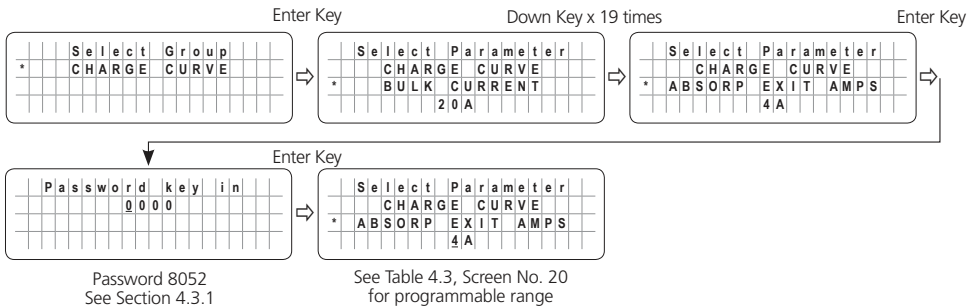 Enter Key
Down Key x 19 times
Enter Key
Select Group
* CHARGE CURVE
Select Parameter
CHARGE CURVE
* BULK CURRENT
20A
Select Parameter
CHARGE CURVE
* ABSORP EXIT AMPS
4A
Enter Key
Password key in
0000
Select Parameter
CHARGE CURVE
* ABSORP EXIT AMPS
4A
Password 8052
See Section 4.3.1
See Table 4.3, Screen No. 20
for programmable range